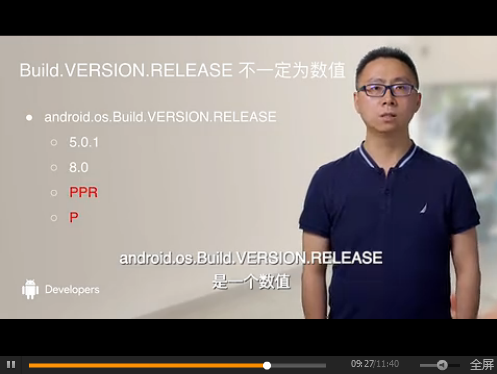 Build.VERSION.RELEASE 不一定为数值
● android.os.Build.VERSION.RELEASE
○ 5.0.1
○ 8.0
○ PPR
○ P
android.os.Build.VERSION.RELEASE
是一个数值
Developers
09:27/11:40 全屏